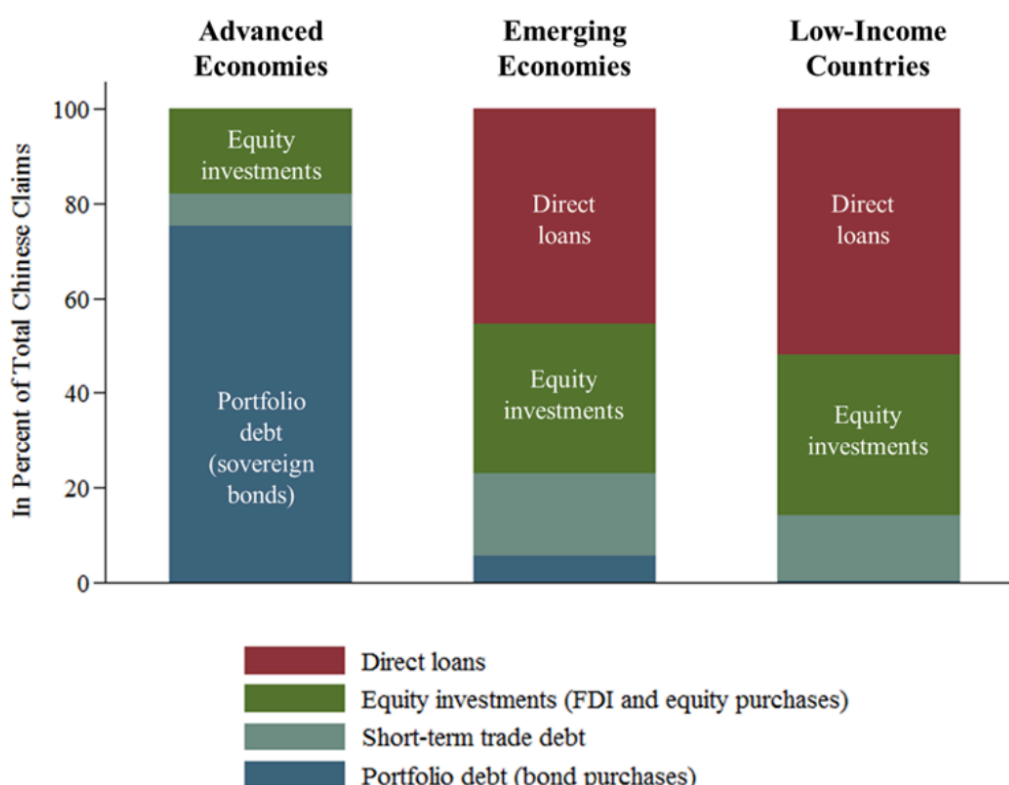 Advanced
Economies
Emerging
Economies
Low-Income
Countries
In Percent of Total Chinese Claims
100
80
60
40
20
0
Equity
investments
Portfolio
debt
(sovereign
bonds)
Direct
loans
Equity
investments
Direct
loans
Equity
investments
Direct loans
Equity investments (FDI and equity purchases)
Short-term trade debt
Portfolio debt (bond purchases)